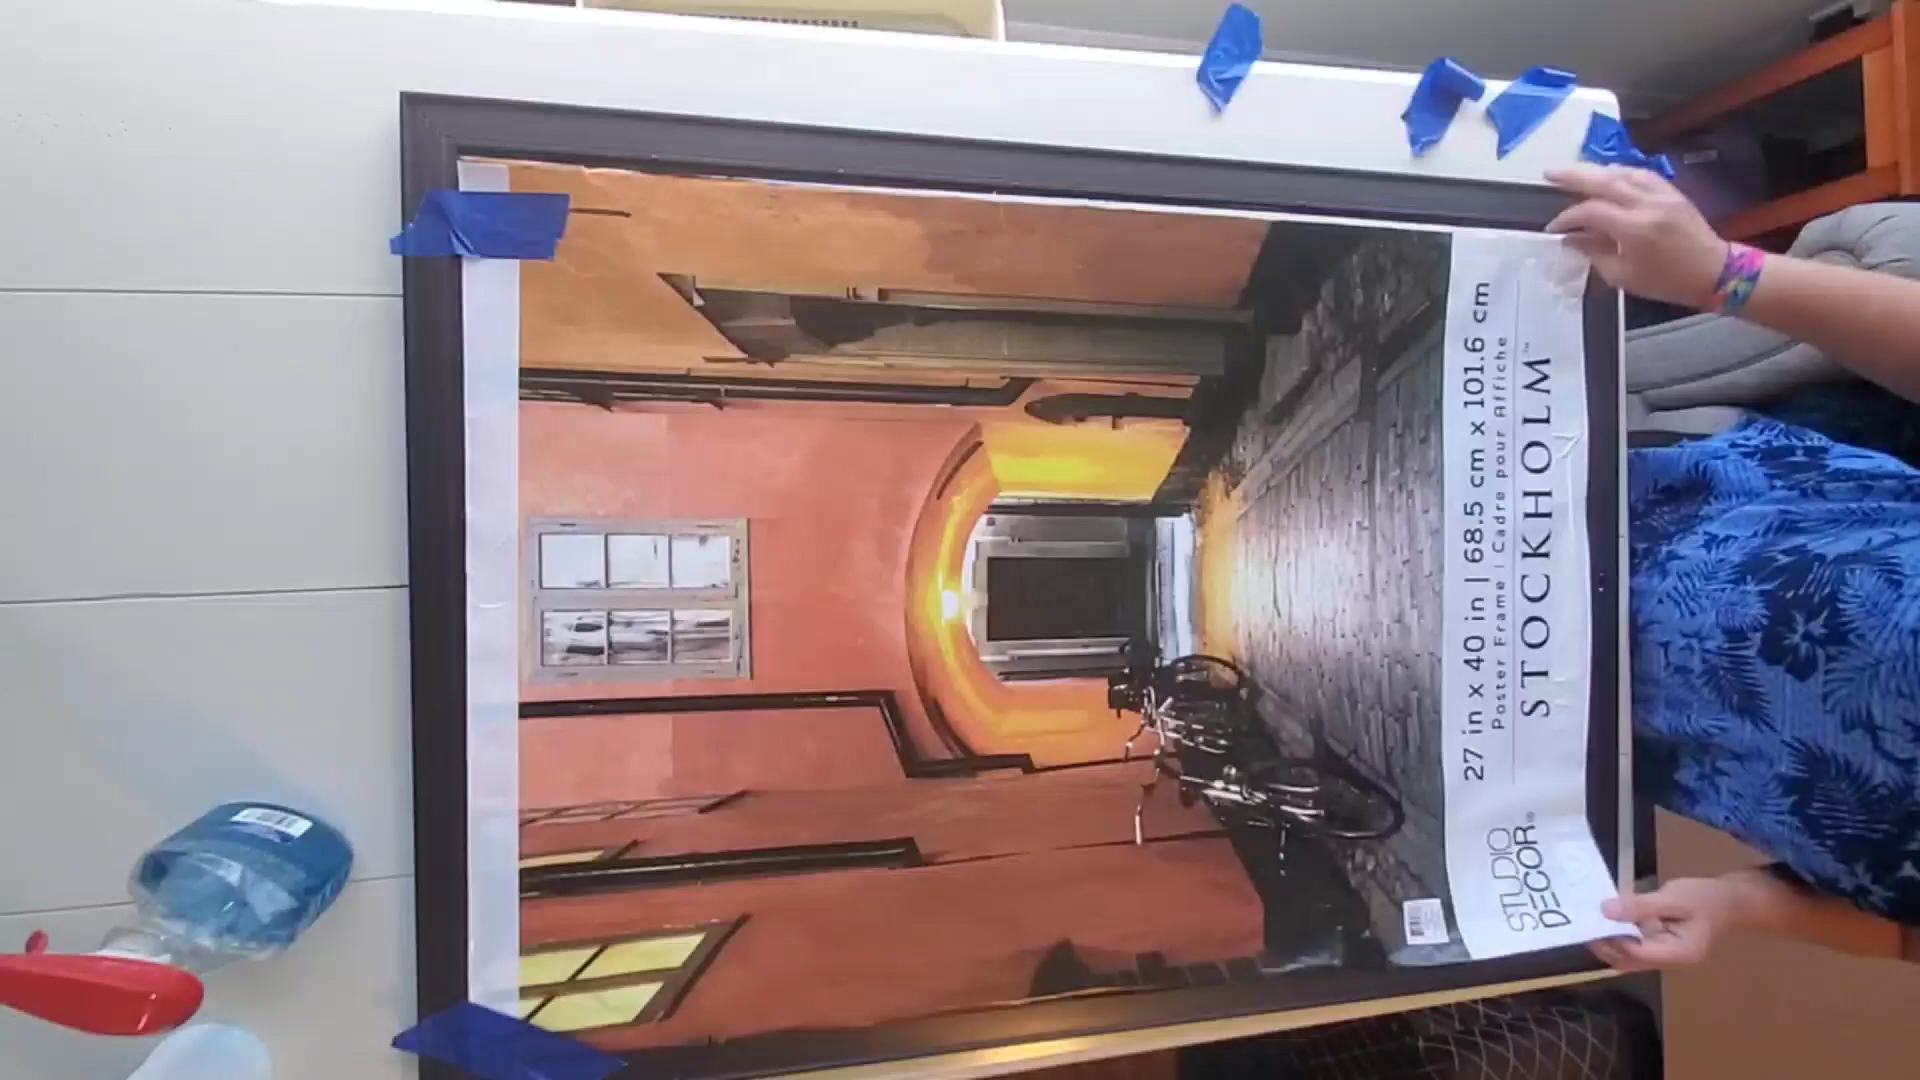 27 in x 40 in | 68.5 cm x 101.6 cm
Poster Frame | Cadre pour Affiche
STOCKHOLM™
STUDIO
DECOR®